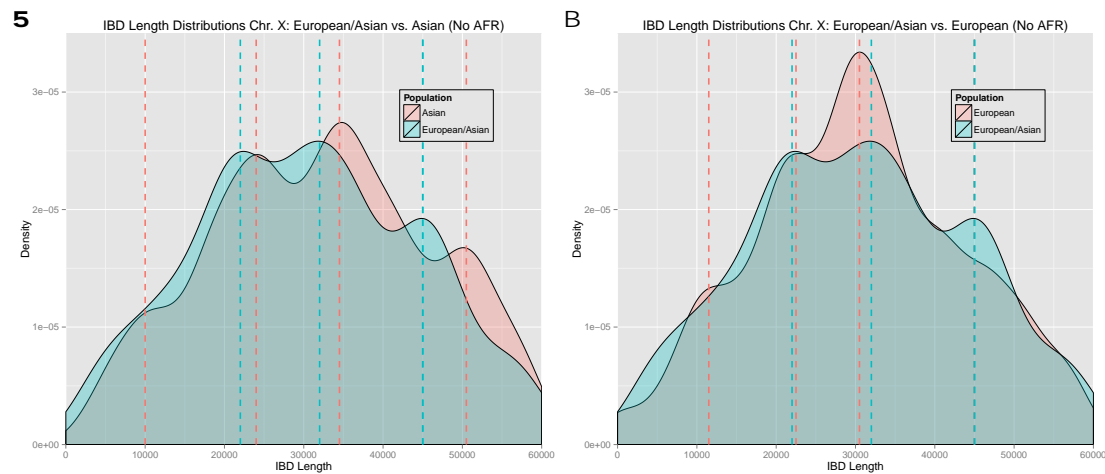 5
IBD Length Distributions Chr. X: European/Asian vs. Asian (No AFR)
3e−05
2e−05
1e−05
0e+00
Density
Population
Asian
European/Asian
0
10000
20000
30000
40000
50000
60000
IBD Length
B
IBD Length Distributions Chr. X: European/Asian vs. European (No AFR)
3e−05
2e−05
1e−05
0e+00
Density
Population
European
European/Asian
0
10000
20000
30000
40000
50000
60000
IBD Length